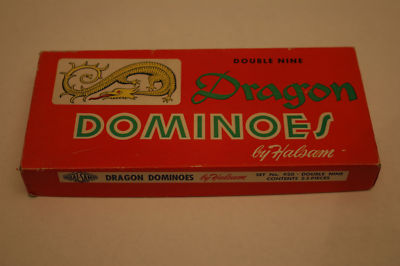 DOUBLE NINE
Dragon
DOMINOES
by Halsam
HALSAM DRAGON DOMINOES by Halsam SET No. 920 - DOUBLE NINE
CONTENTS 55 PIECES